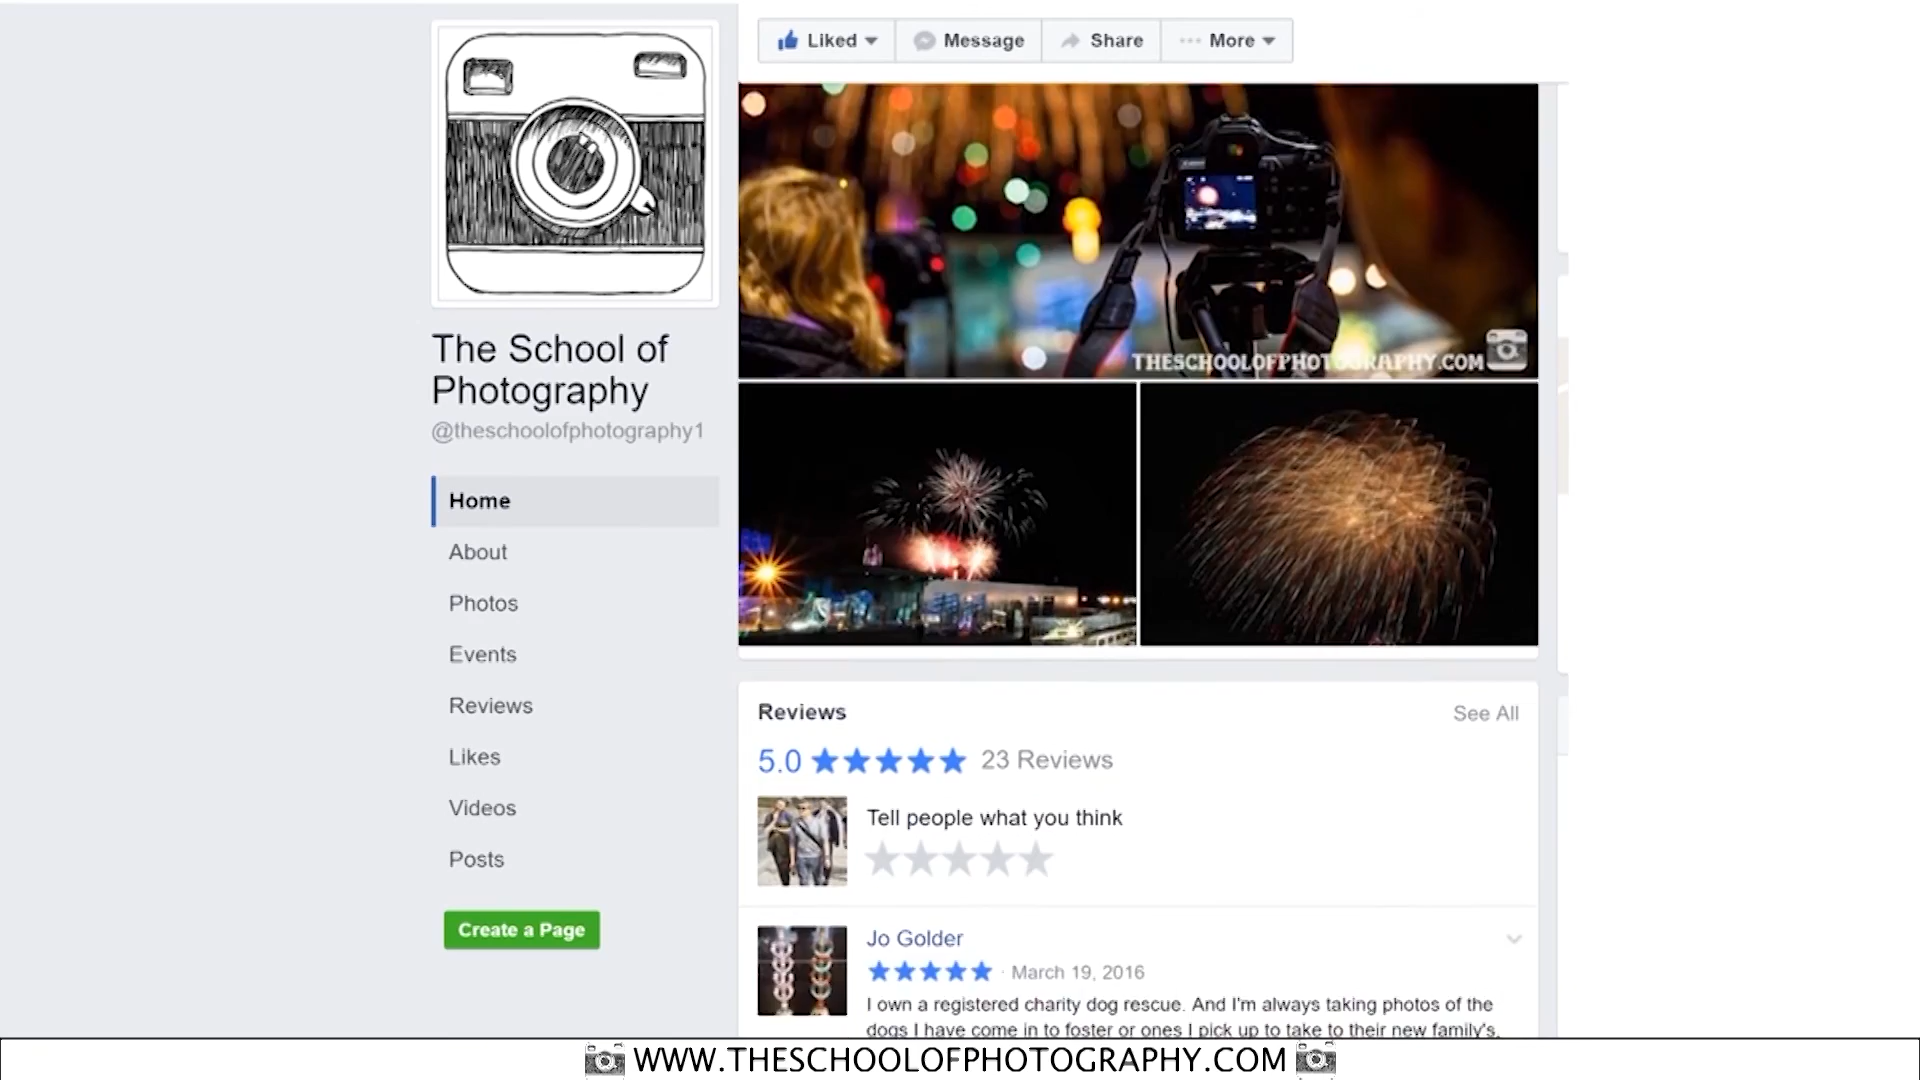 Liked
Message
Share
More
The School of
Photography
@theschoolofphotography1
Home
About
Photos
Events
Reviews
Likes
Videos
Posts
Create a Page
THESCHOOLOFPHOTOGRAPHY.COM
Reviews
See All
5.0
23 Reviews
Tell people what you think
Jo Golder
· March 19, 2016
I own a registered charity dog rescue. And I'm always taking photos of the
dogs I have come in to foster or ones I pick up to take to their new family's.
WWW.THESCHOOLOFPHOTOGRAPHY.COM